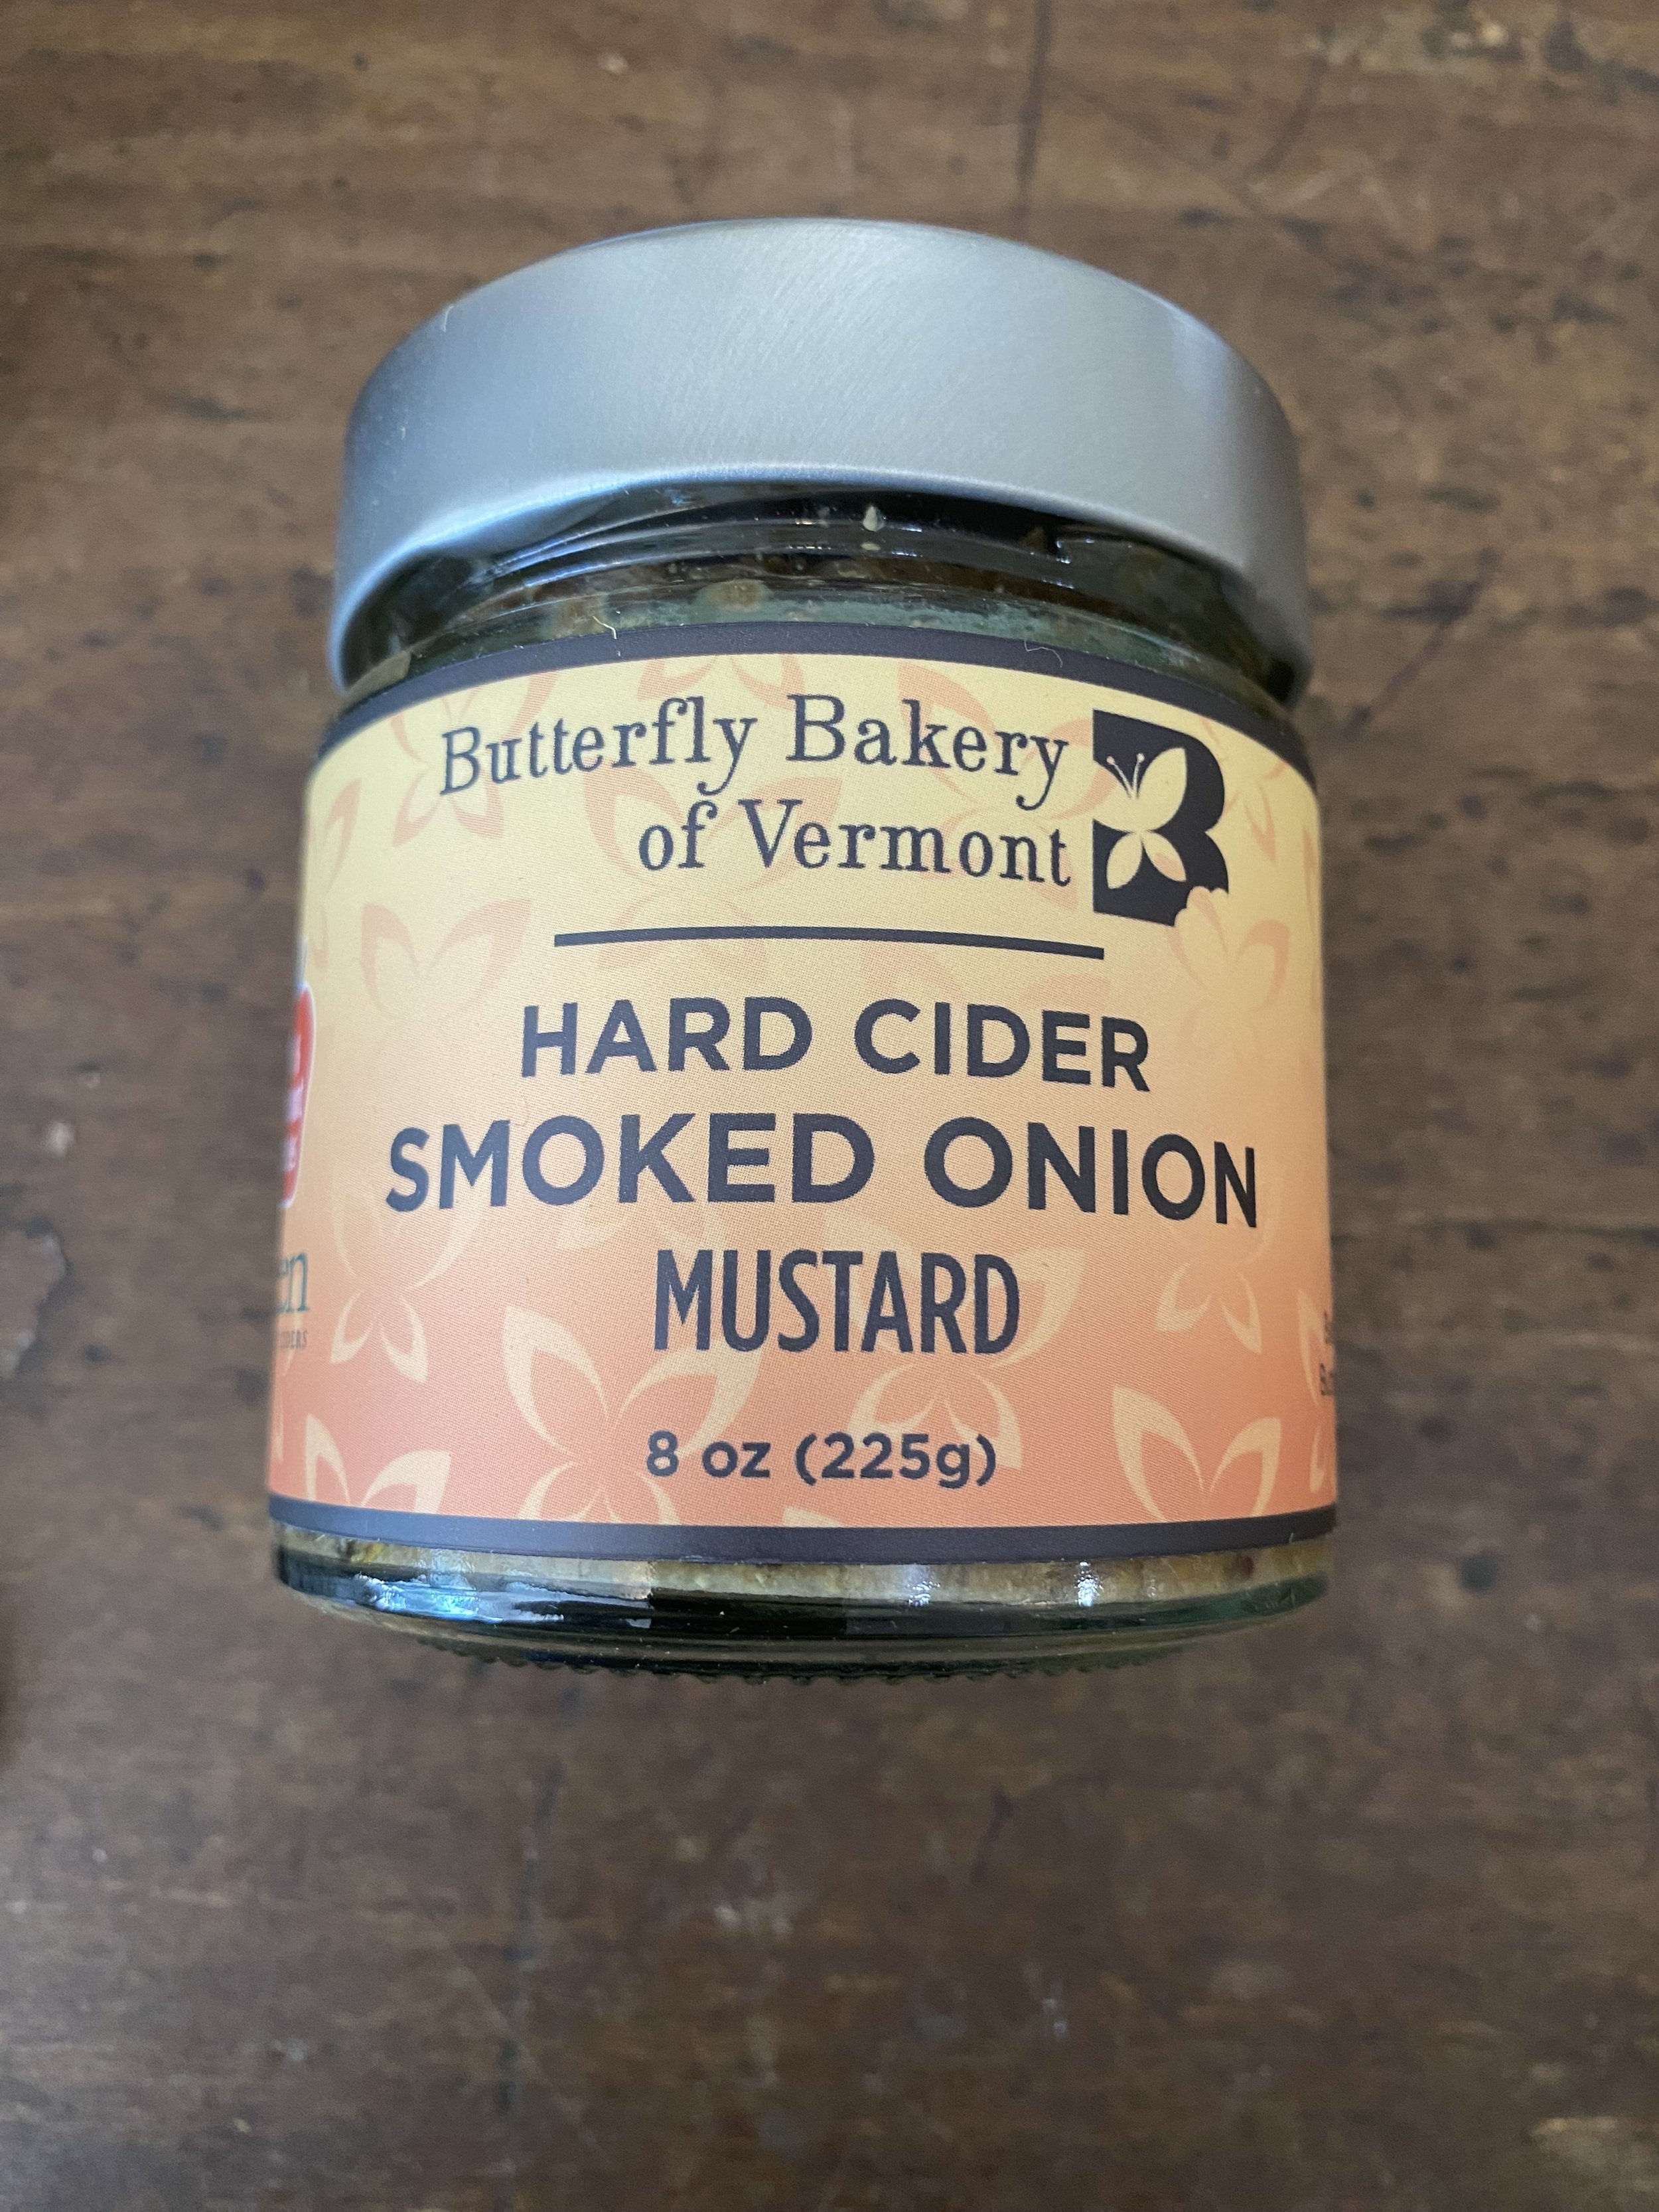 Butterfly Bakery
of Vermont
HARD CIDER
SMOKED ONION
MUSTARD
8 oz (225g)